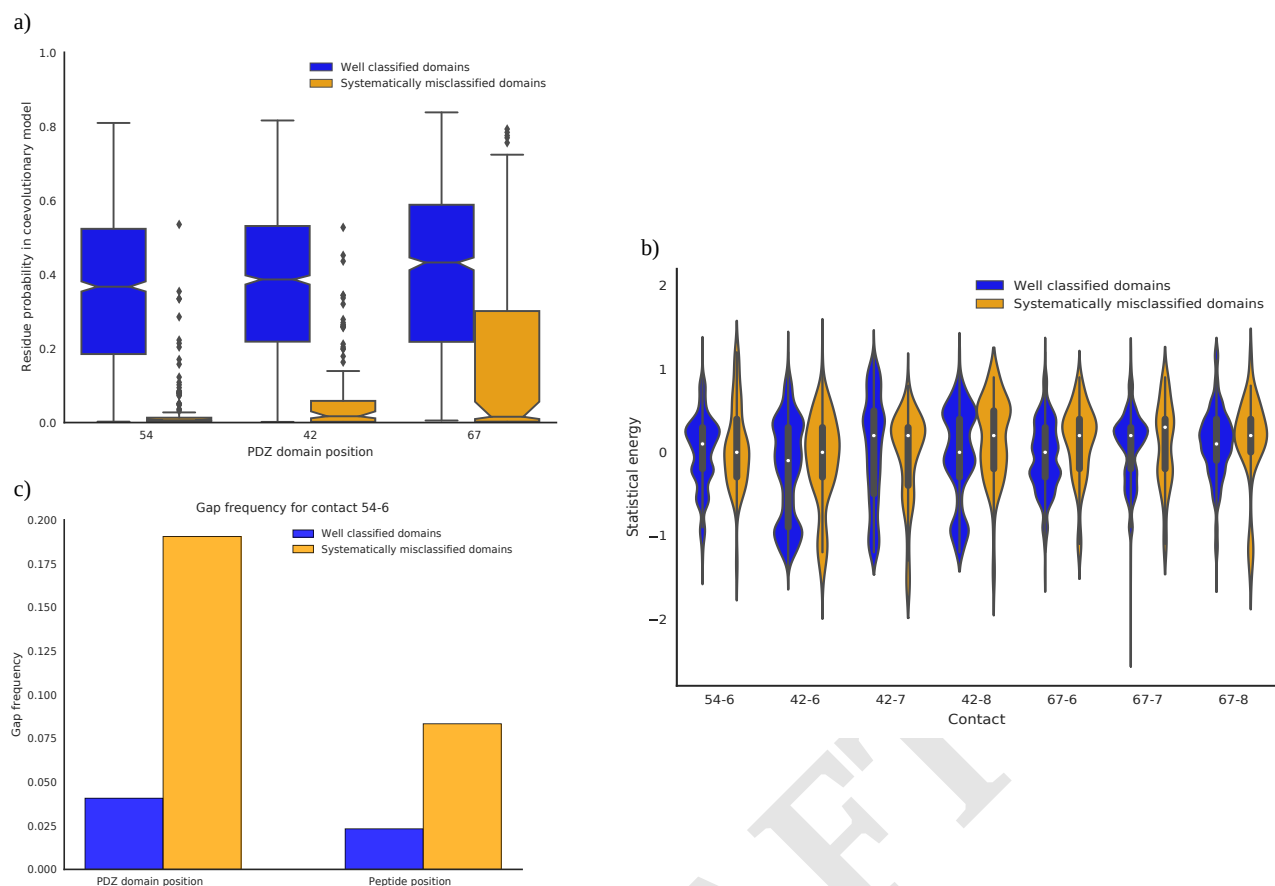 a)
1.0
0.8
0.6
0.4
0.2
0.0
Residue probability in coevolutionary model
Well classified domains
Systematically misclassified domains
54
42
67
PDZ domain position
b)
2
1
0
−1
−2
Statistical energy
Well classified domains
Systematically misclassified domains
54-6
42-6
42-7
42-8
67-6
67-7
67-8
Contact
c)
Gap frequency for contact 54-6
0.200
0.175
0.150
0.125
0.100
0.075
0.050
0.025
0.000
Gap frequency
Well classified domains
Systematically misclassified domains
PDZ domain position
Peptide position